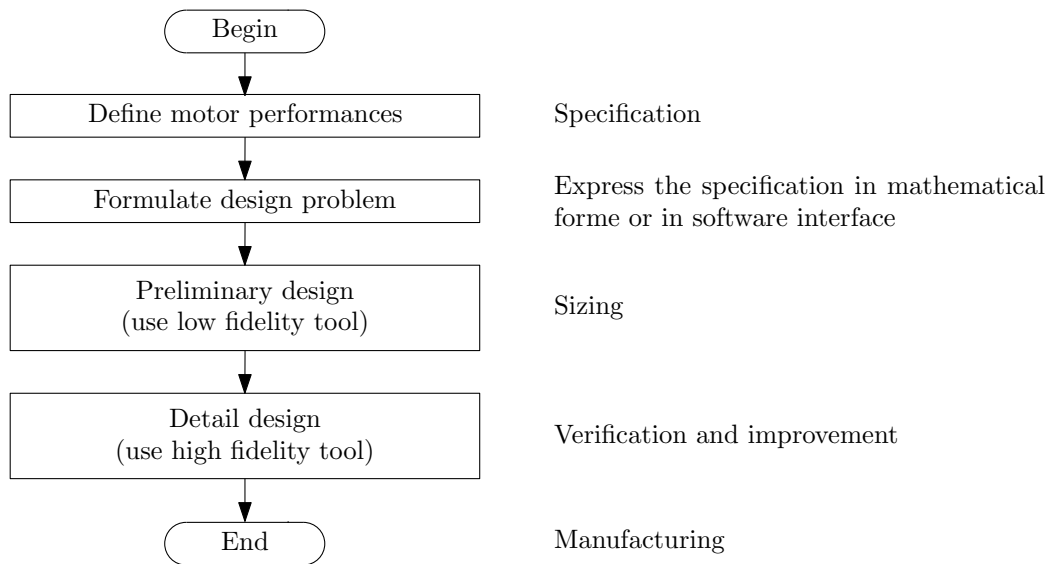 Begin
Define motor performances
Specification
Formulate design problem
Express the specification in mathematical
forme or in software interface
Preliminary design
(use low fidelity tool)
Sizing
Detail design
(use high fidelity tool)
Verification and improvement
End
Manufacturing